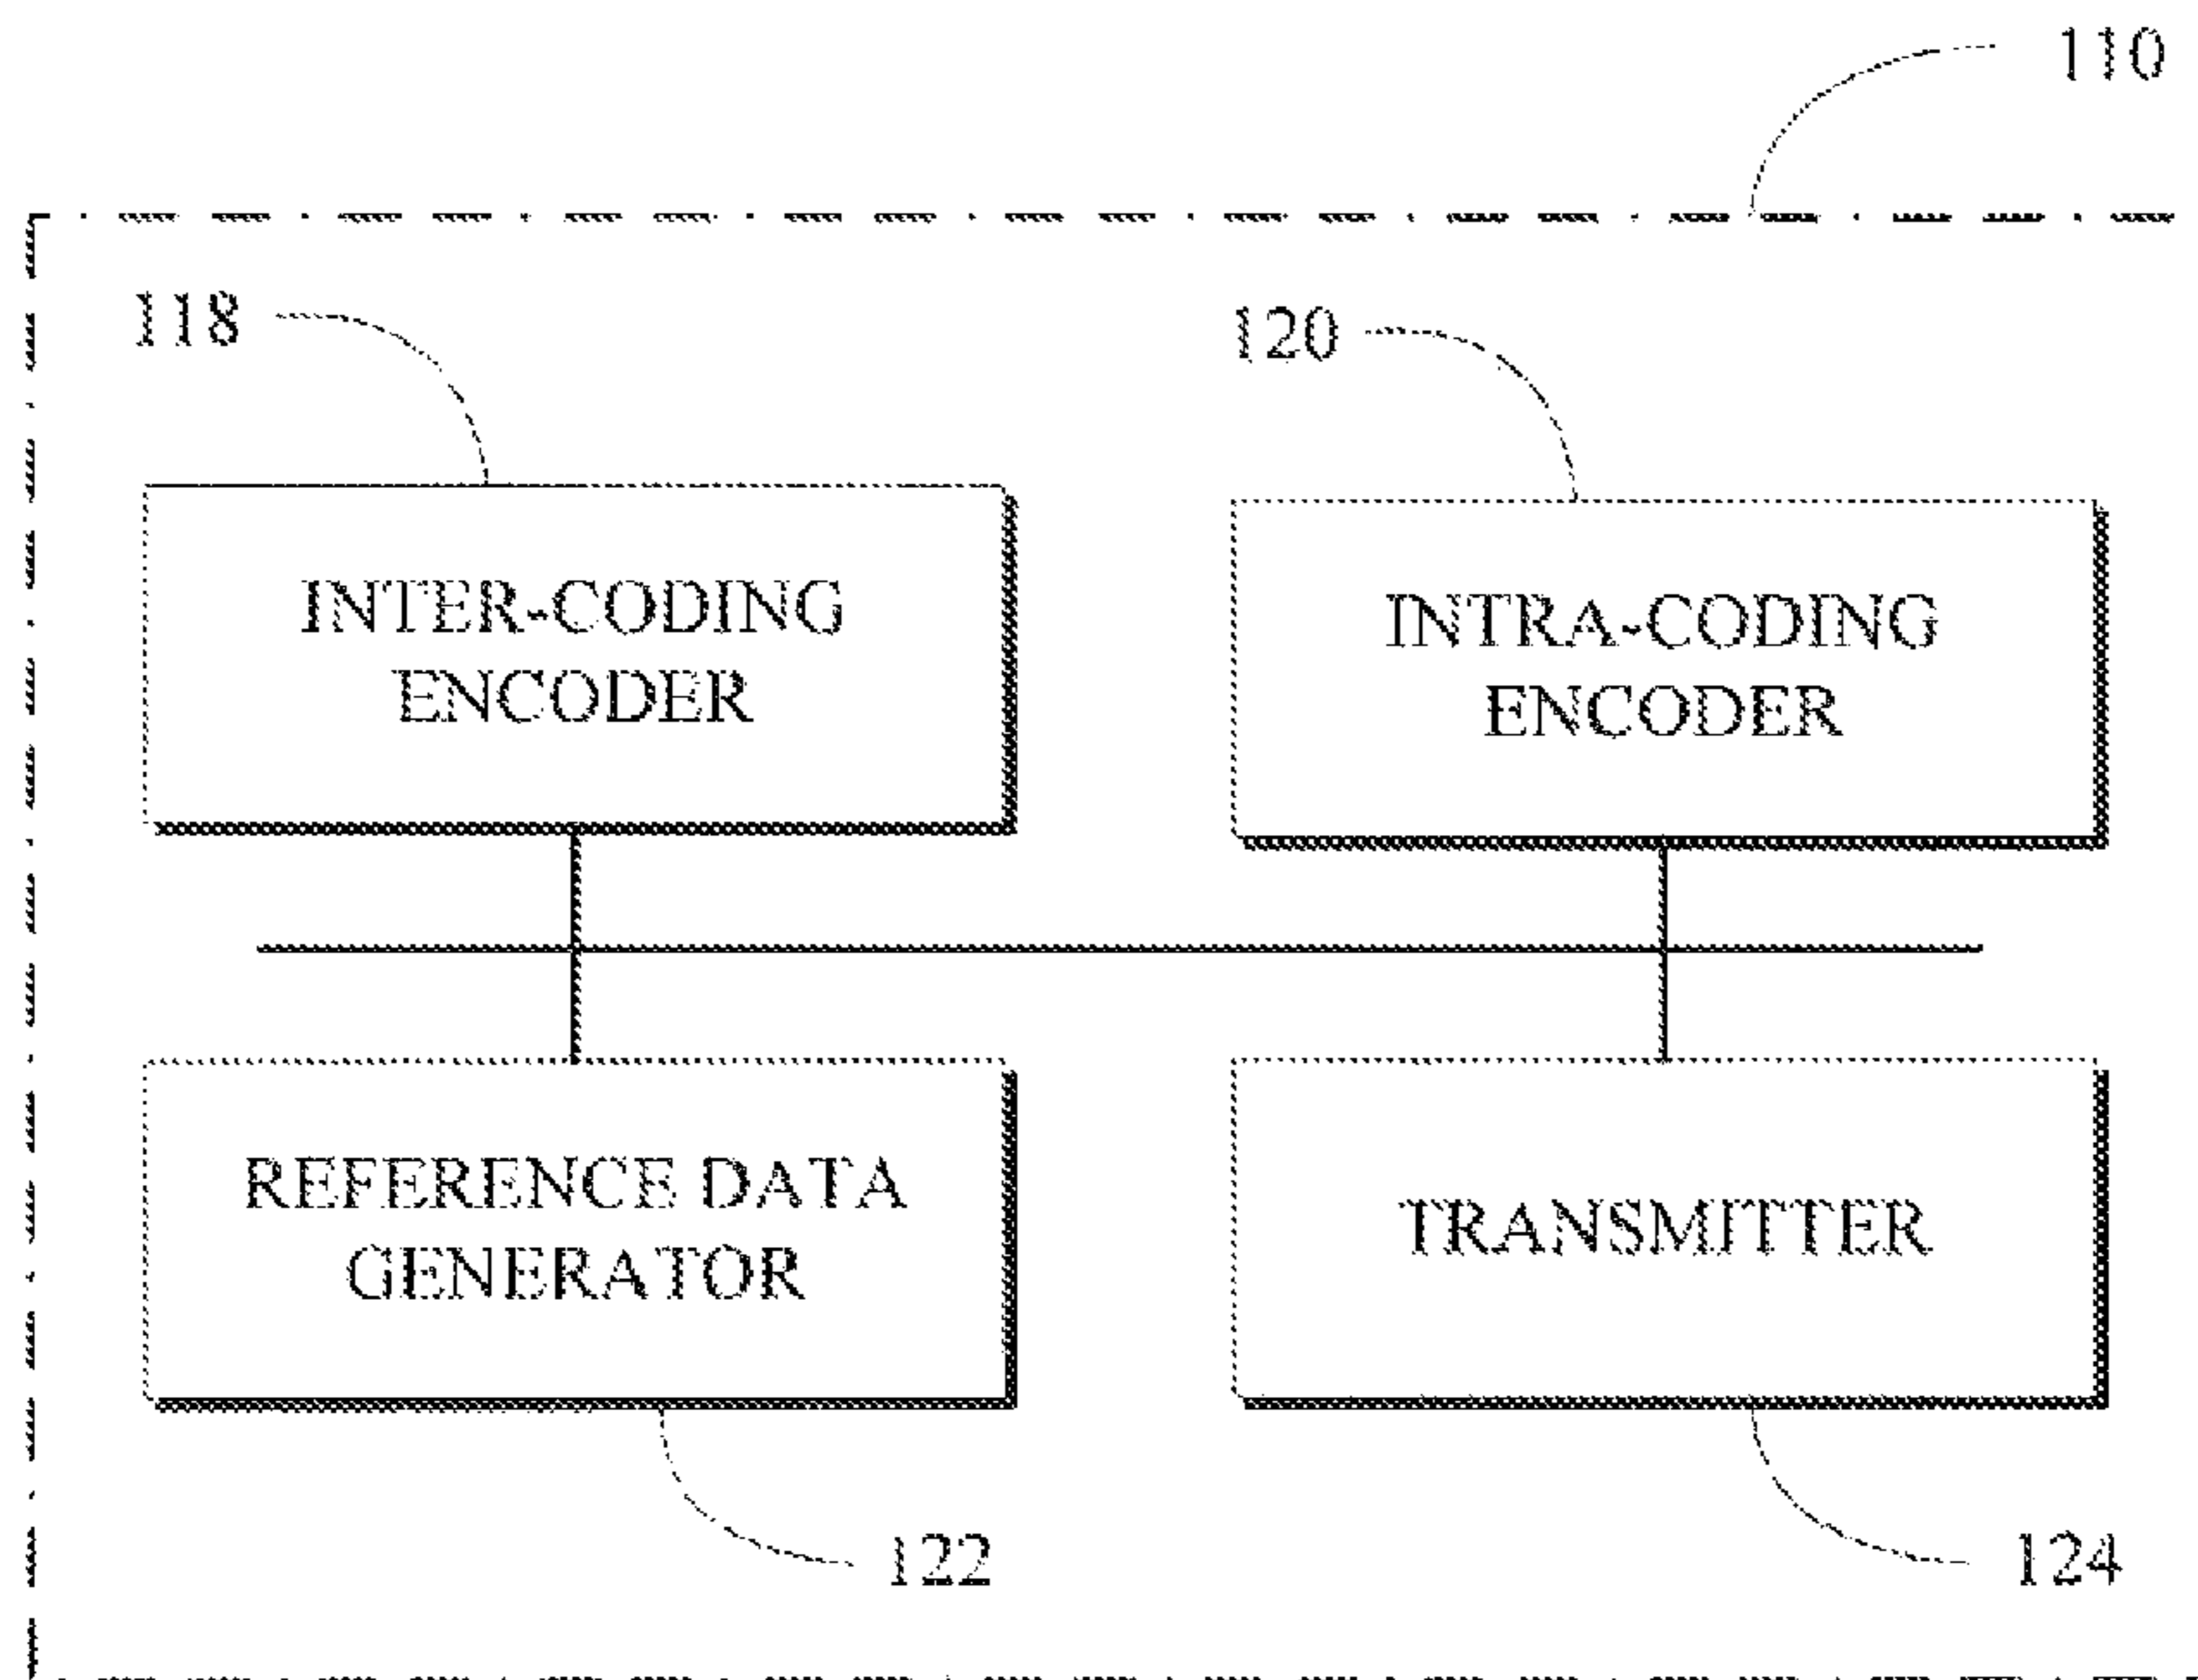 110
118
120
INTER-CODING
ENCODER
INTRA-CODING
ENCODER
REFERENCE DATA
GENERATOR
TRANSMITTER
122
124